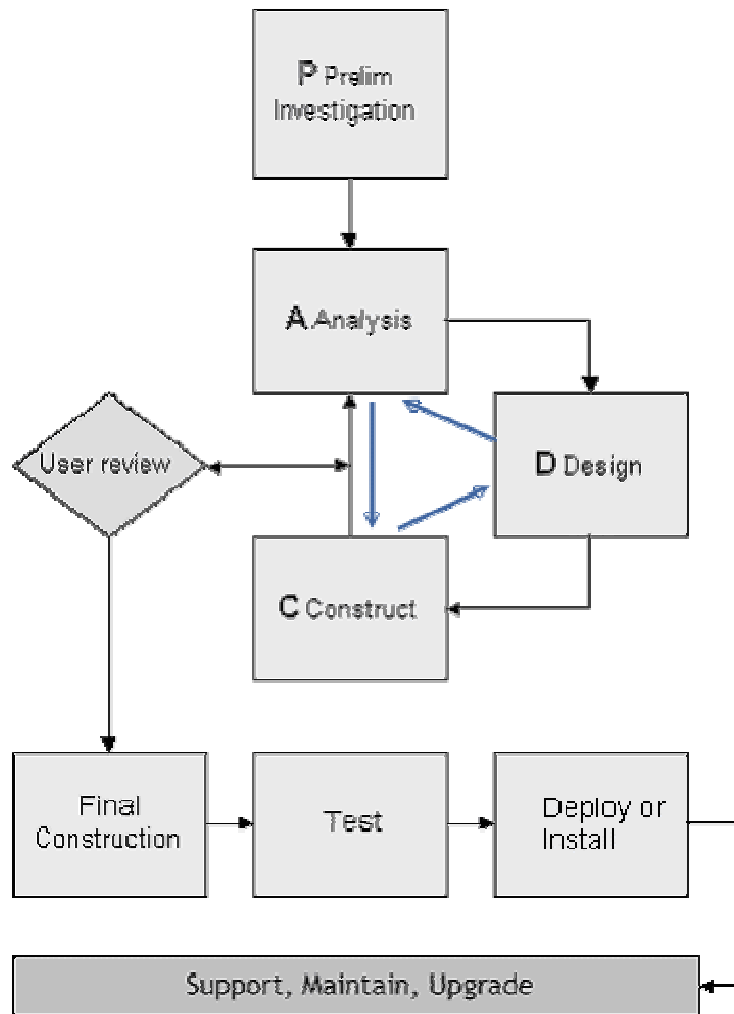 P Prelim
Investigation
A Analysis
User review
D Design
C Construct
Final
Construction
Test
Deploy or
Install
Support, Maintain, Upgrade